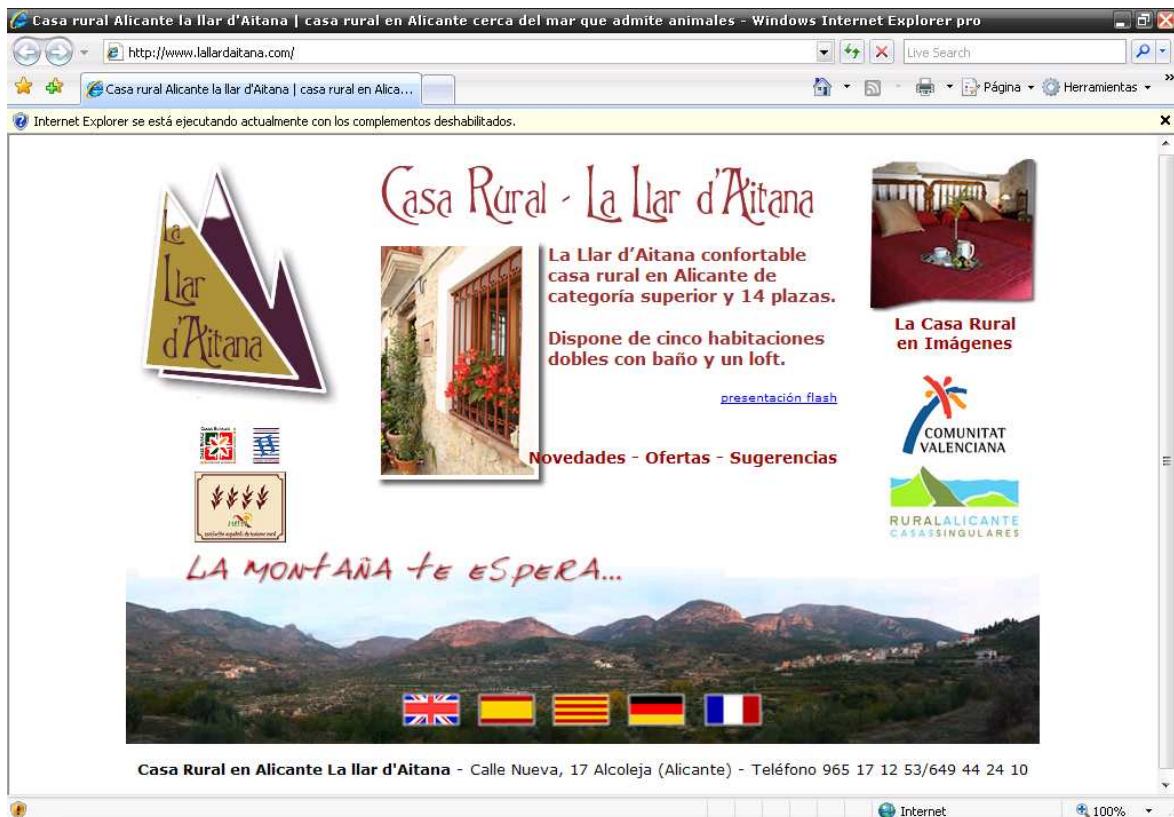 Casa rural Alicante la llar d'Aitana | casa rural en Alicante cerca del mar que admite animales - Windows Internet Explorer pro
http://www.lallardaitana.com/
Live Search
Casa rural Alicante la llar d'Aitana | casa rural en Alica...
Página
Herramientas
Internet Explorer se está ejecutando actualmente con los complementos deshabilitados.
La
Llar
d'Aitana
Casa Rural - La Llar d'Aitana
La Llar d'Aitana confortable
casa rural en Alicante de
categoría superior y 14 plazas.
Dispone de cinco habitaciones
dobles con baño y un loft.
presentación flash
Novedades - Ofertas - Sugerencias
La Casa Rural
en Imágenes
COMUNITAT
VALENCIANA
RURALALICANTE
CASASSINGULARES
LA MONTAÑA TE ESPERA...
Casa Rural en Alicante La llar d'Aitana - Calle Nueva, 17 Alcoleja (Alicante) - Teléfono 965 17 12 53/649 44 24 10
Internet
100%